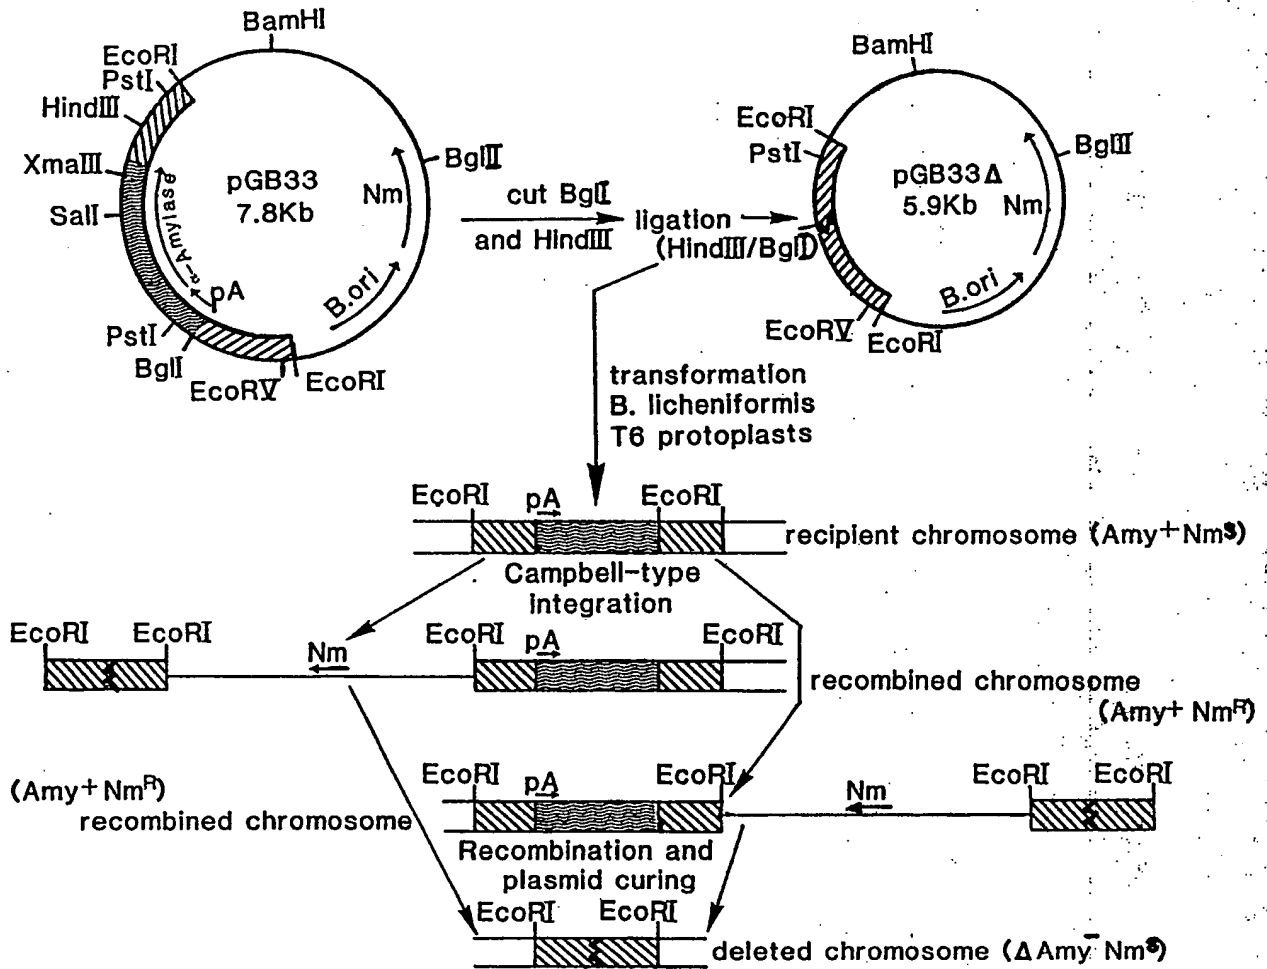 BamHI
EcoRI
PstI
HindIII
XmaIII
SalI
PstI
BglI
EcoRV
EcoRI
BglII
pGB33
7.8Kb
Nm
α-Amylase
pA
B.ori
cut BglI
and HindIII
ligation
(HindIII/BglI)
BamHI
EcoRI
PstI
BglII
pGB33Δ
5.9Kb
Nm
B.ori
EcoRV
EcoRI
transformation
B. licheniformis
T6 protoplasts
EcoRI pA EcoRI
recipient chromosome (Amy+Nmˢ)
Campbell-type
integration
EcoRI EcoRI Nm EcoRI pA EcoRI
recombined chromosome
(Amy+ Nmᴿ)
(Amy+ Nmᴿ)
recombined chromosome
EcoRI pA EcoRI Nm EcoRI EcoRI
Recombination and
plasmid curing
EcoRI EcoRI
deleted chromosome (ΔAmy⁻ Nmˢ)